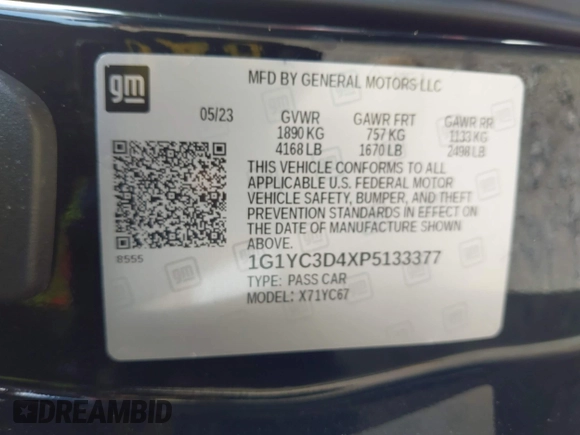 gm
MFD BY GENERAL MOTORS LLC
05/23 GVWR GAWR FRT GAWR RR
1890 KG 757 KG 1133 KG
4168 LB 1670 LB 2498 LB
THIS VEHICLE CONFORMS TO ALL
APPLICABLE U.S. FEDERAL MOTOR
VEHICLE SAFETY, BUMPER, AND THEFT
PREVENTION STANDARDS IN EFFECT ON
THE DATE OF MANUFACTURE SHOWN
ABOVE.
8555
1G1YC3D4XP5133377
TYPE: PASS CAR
MODEL: X71YC67
DREAMBID